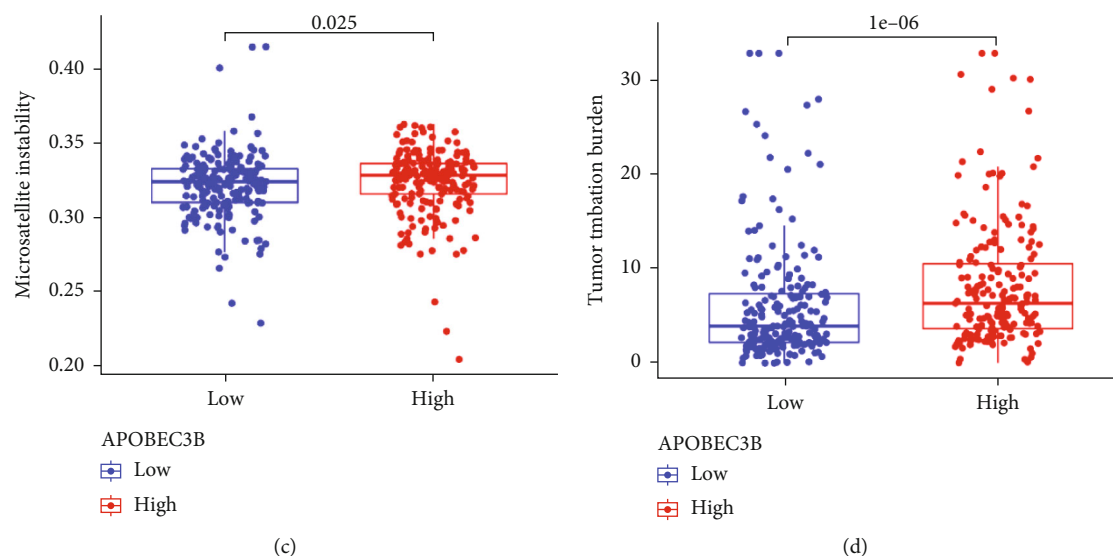 0.025
Microsatellite instability
0.40
0.35
0.30
0.25
0.20
Low
High
APOBEC3B
Low
High
(c)
1e–06
Tumor tmbation burden
30
20
10
0
Low
High
APOBEC3B
Low
High
(d)